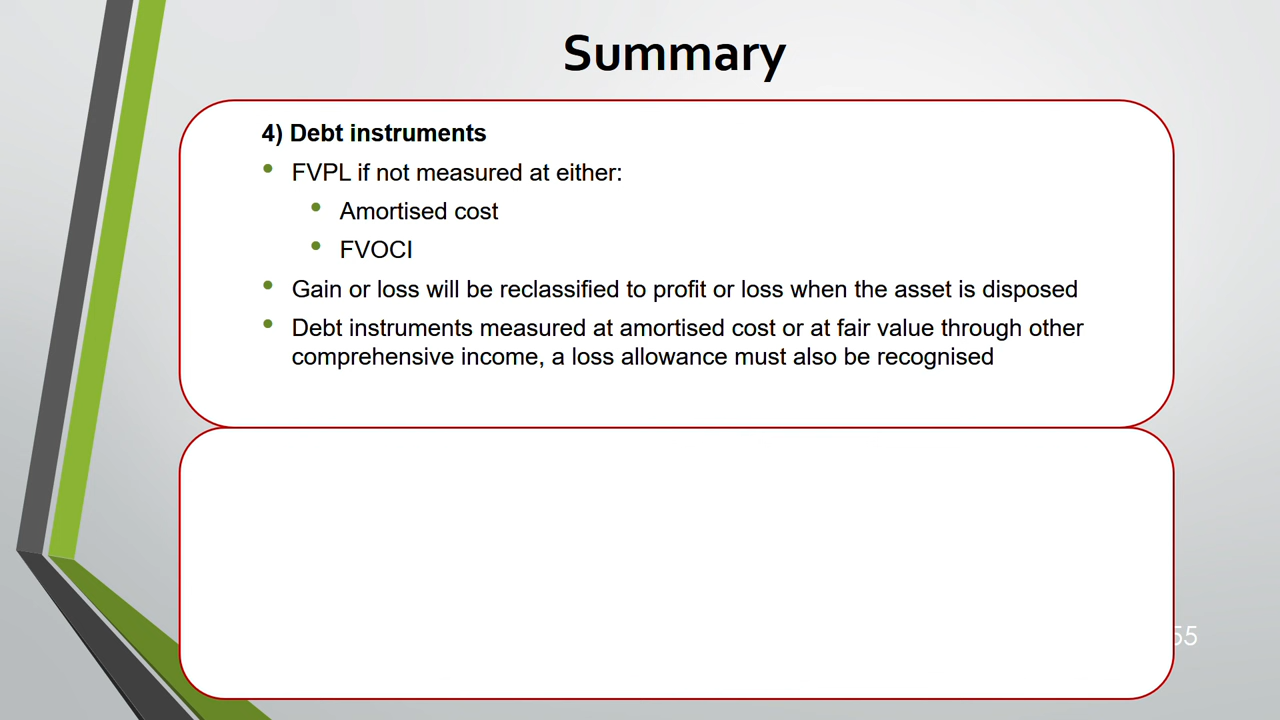 Summary
4) Debt instruments
FVPL if not measured at either:
Amortised cost
FVOCI
Gain or loss will be reclassified to profit or loss when the asset is disposed
Debt instruments measured at amortised cost or at fair value through other
comprehensive income, a loss allowance must also be recognised
55